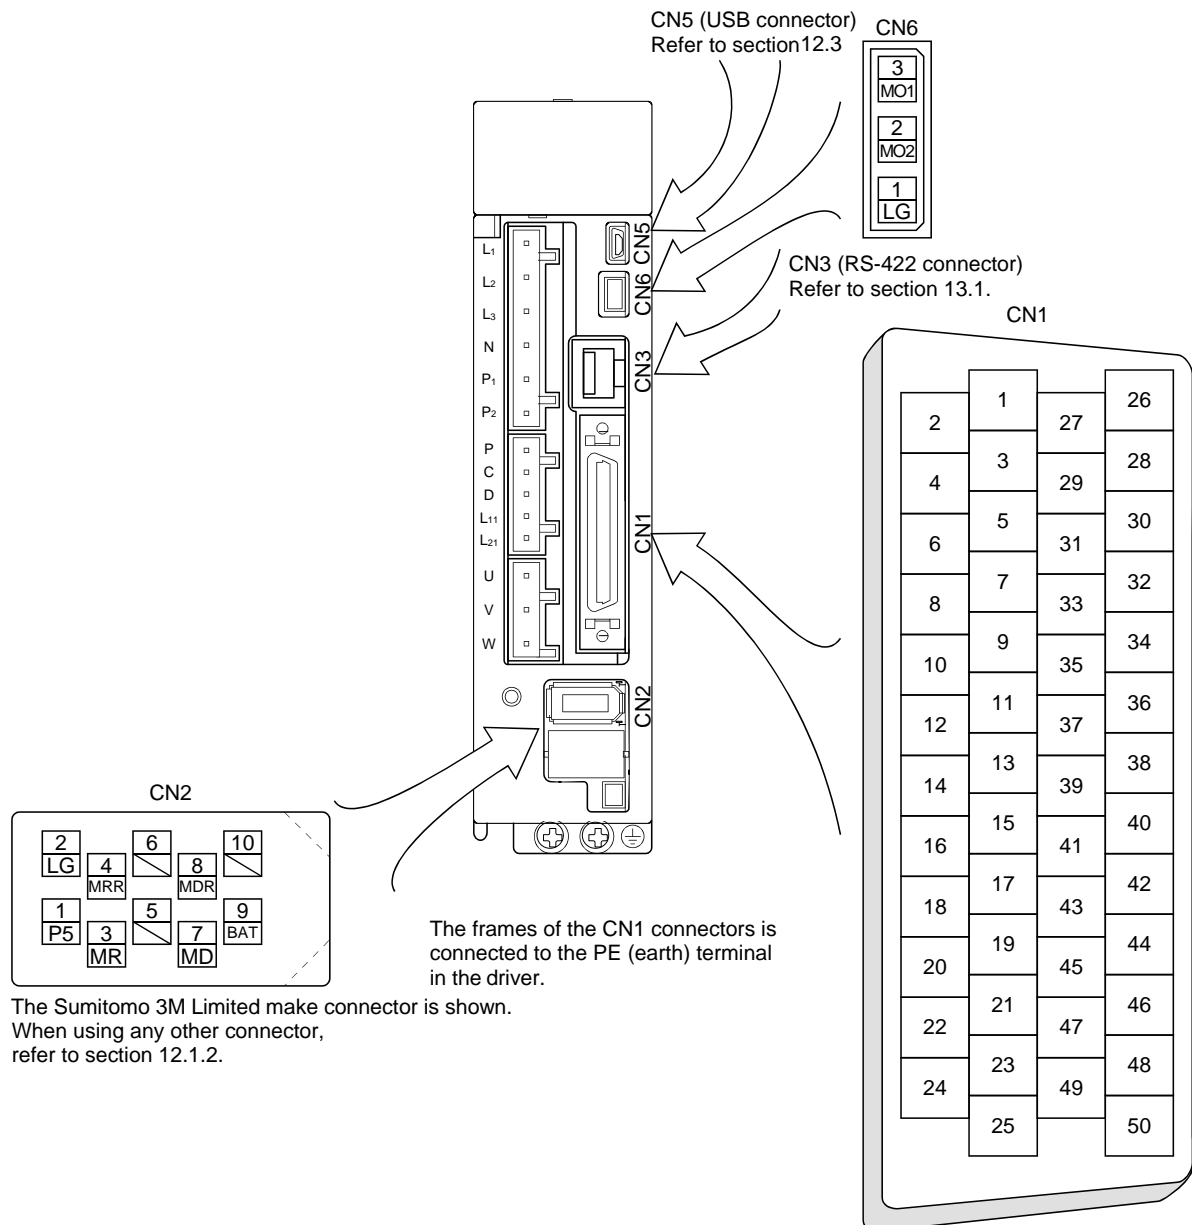 CN5 (USB connector)
Refer to section12.3
CN6
3
MO1
2
MO2
1
LG
CN3 (RS-422 connector)
Refer to section 13.1.
L1
L2
L3
N
P1
P2
P
C
D
L11
L21
U
V
W
CN5
CN6
CN3
CN1
CN2
CN1
1 26
2 27
3 28
4 29
5 30
6 31
7 32
8 33
9 34
10 35
11 36
12 37
13 38
14 39
15 40
16 41
17 42
18 43
19 44
20 45
21 46
22 47
23 48
24 49
25 50
CN2
2 6 10
LG 4 8
MRR MDR
1 5 9
P5 3 7 BAT
MR MD
The frames of the CN1 connectors is
connected to the PE (earth) terminal
in the driver.
The Sumitomo 3M Limited make connector is shown.
When using any other connector,
refer to section 12.1.2.